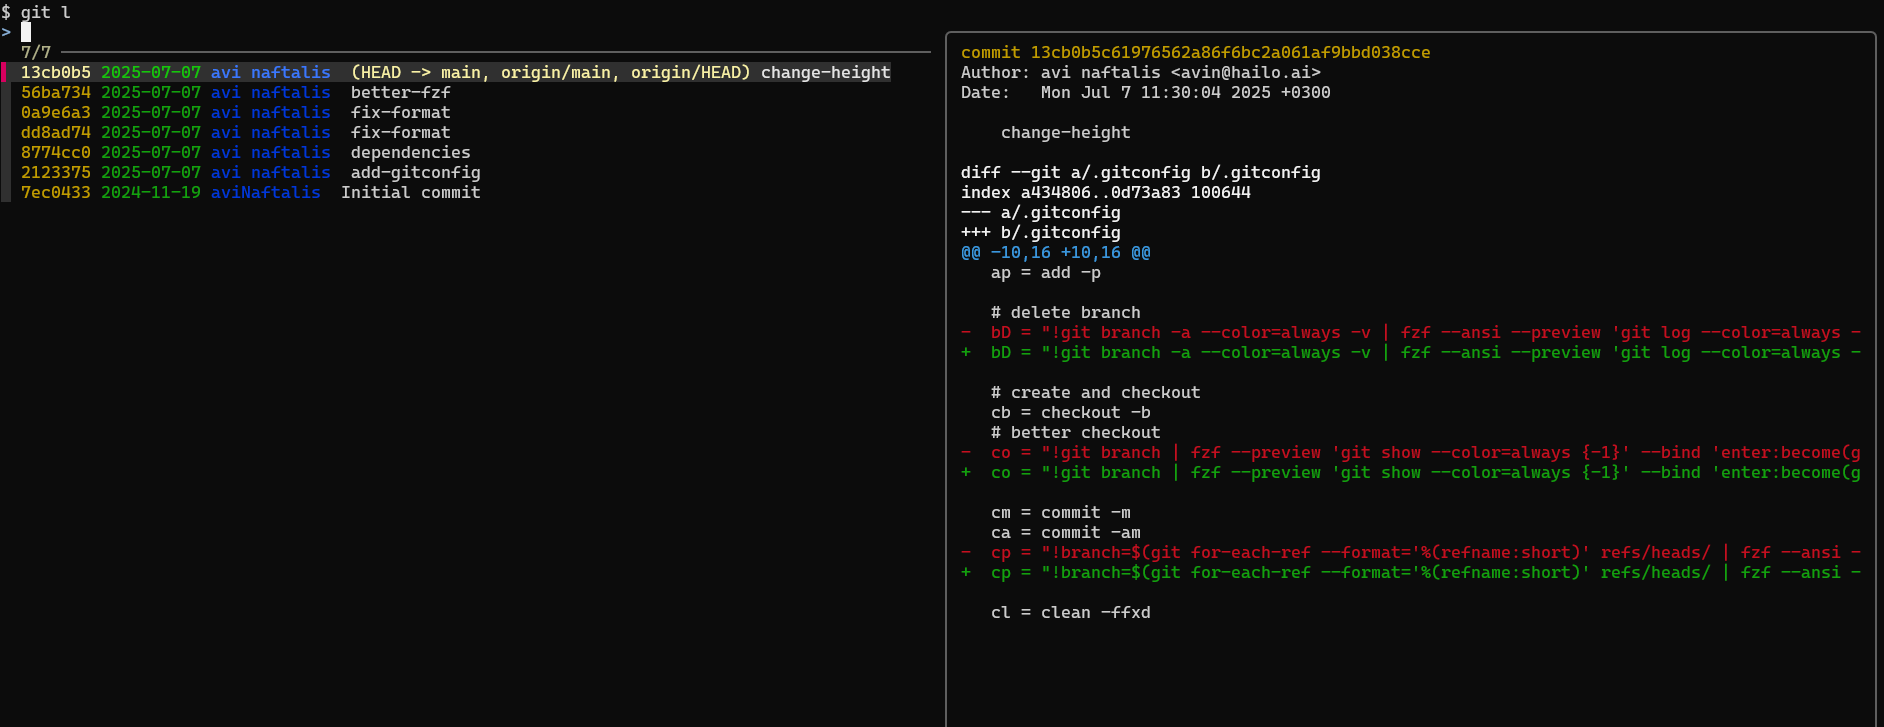 $ git l
>
7/7
13cb0b5 2025-07-07 avi naftalis  (HEAD -> main, origin/main, origin/HEAD) change-height
56ba734 2025-07-07 avi naftalis  better-fzf
0a9e6a3 2025-07-07 avi naftalis  fix-format
dd8ad74 2025-07-07 avi naftalis  fix-format
8774cc0 2025-07-07 avi naftalis  dependencies
2123375 2025-07-07 avi naftalis  add-gitconfig
7ec0433 2024-11-19 aviNaftalis  Initial commit
commit 13cb0b5c61976562a86f6bc2a061af9bbd038cce
Author: avi naftalis <avin@hailo.ai>
Date:   Mon Jul 7 11:30:04 2025 +0300
    change-height
diff --git a/.gitconfig b/.gitconfig
index a434806..0d73a83 100644
--- a/.gitconfig
+++ b/.gitconfig
@@ -10,16 +10,16 @@
   ap = add -p
   # delete branch
-  bD = "!git branch -a --color=always -v | fzf --ansi --preview 'git log --color=always -
+  bD = "!git branch -a --color=always -v | fzf --ansi --preview 'git log --color=always -
   # create and checkout
   cb = checkout -b
   # better checkout
-  co = "!git branch | fzf --preview 'git show --color=always {-1}' --bind 'enter:become(g
+  co = "!git branch | fzf --preview 'git show --color=always {-1}' --bind 'enter:become(g
   cm = commit -m
   ca = commit -am
-  cp = "!branch=$(git for-each-ref --format='%(refname:short)' refs/heads/ | fzf --ansi -
+  cp = "!branch=$(git for-each-ref --format='%(refname:short)' refs/heads/ | fzf --ansi -
   cl = clean -ffxd